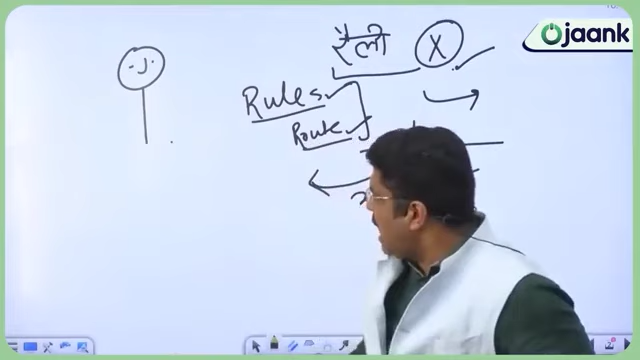 रैली X
Rules
Route
Ojaank